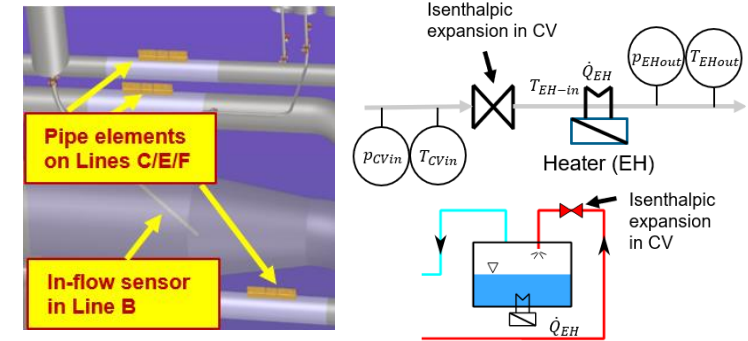 Pipe elements
on Lines C/E/F
In-flow sensor
in Line B
Isenthalpic
expansion in CV
Q̇_EH
T_EH-in
p_EHout
T_EHout
p_CVin
T_CVin
Heater (EH)
Isenthalpic
expansion
in CV
Q̇_EH